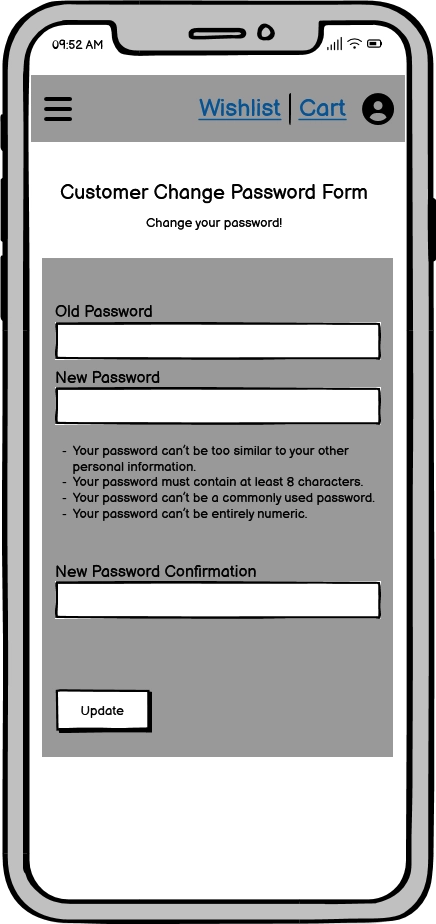 09:52 AM
Wishlist | Cart
Customer Change Password Form
Change your password!
Old Password
New Password
- Your password can't be too similar to your other
personal information.
- Your password must contain at least 8 characters.
- Your password can't be a commonly used password.
- Your password can't be entirely numeric.
New Password Confirmation
Update